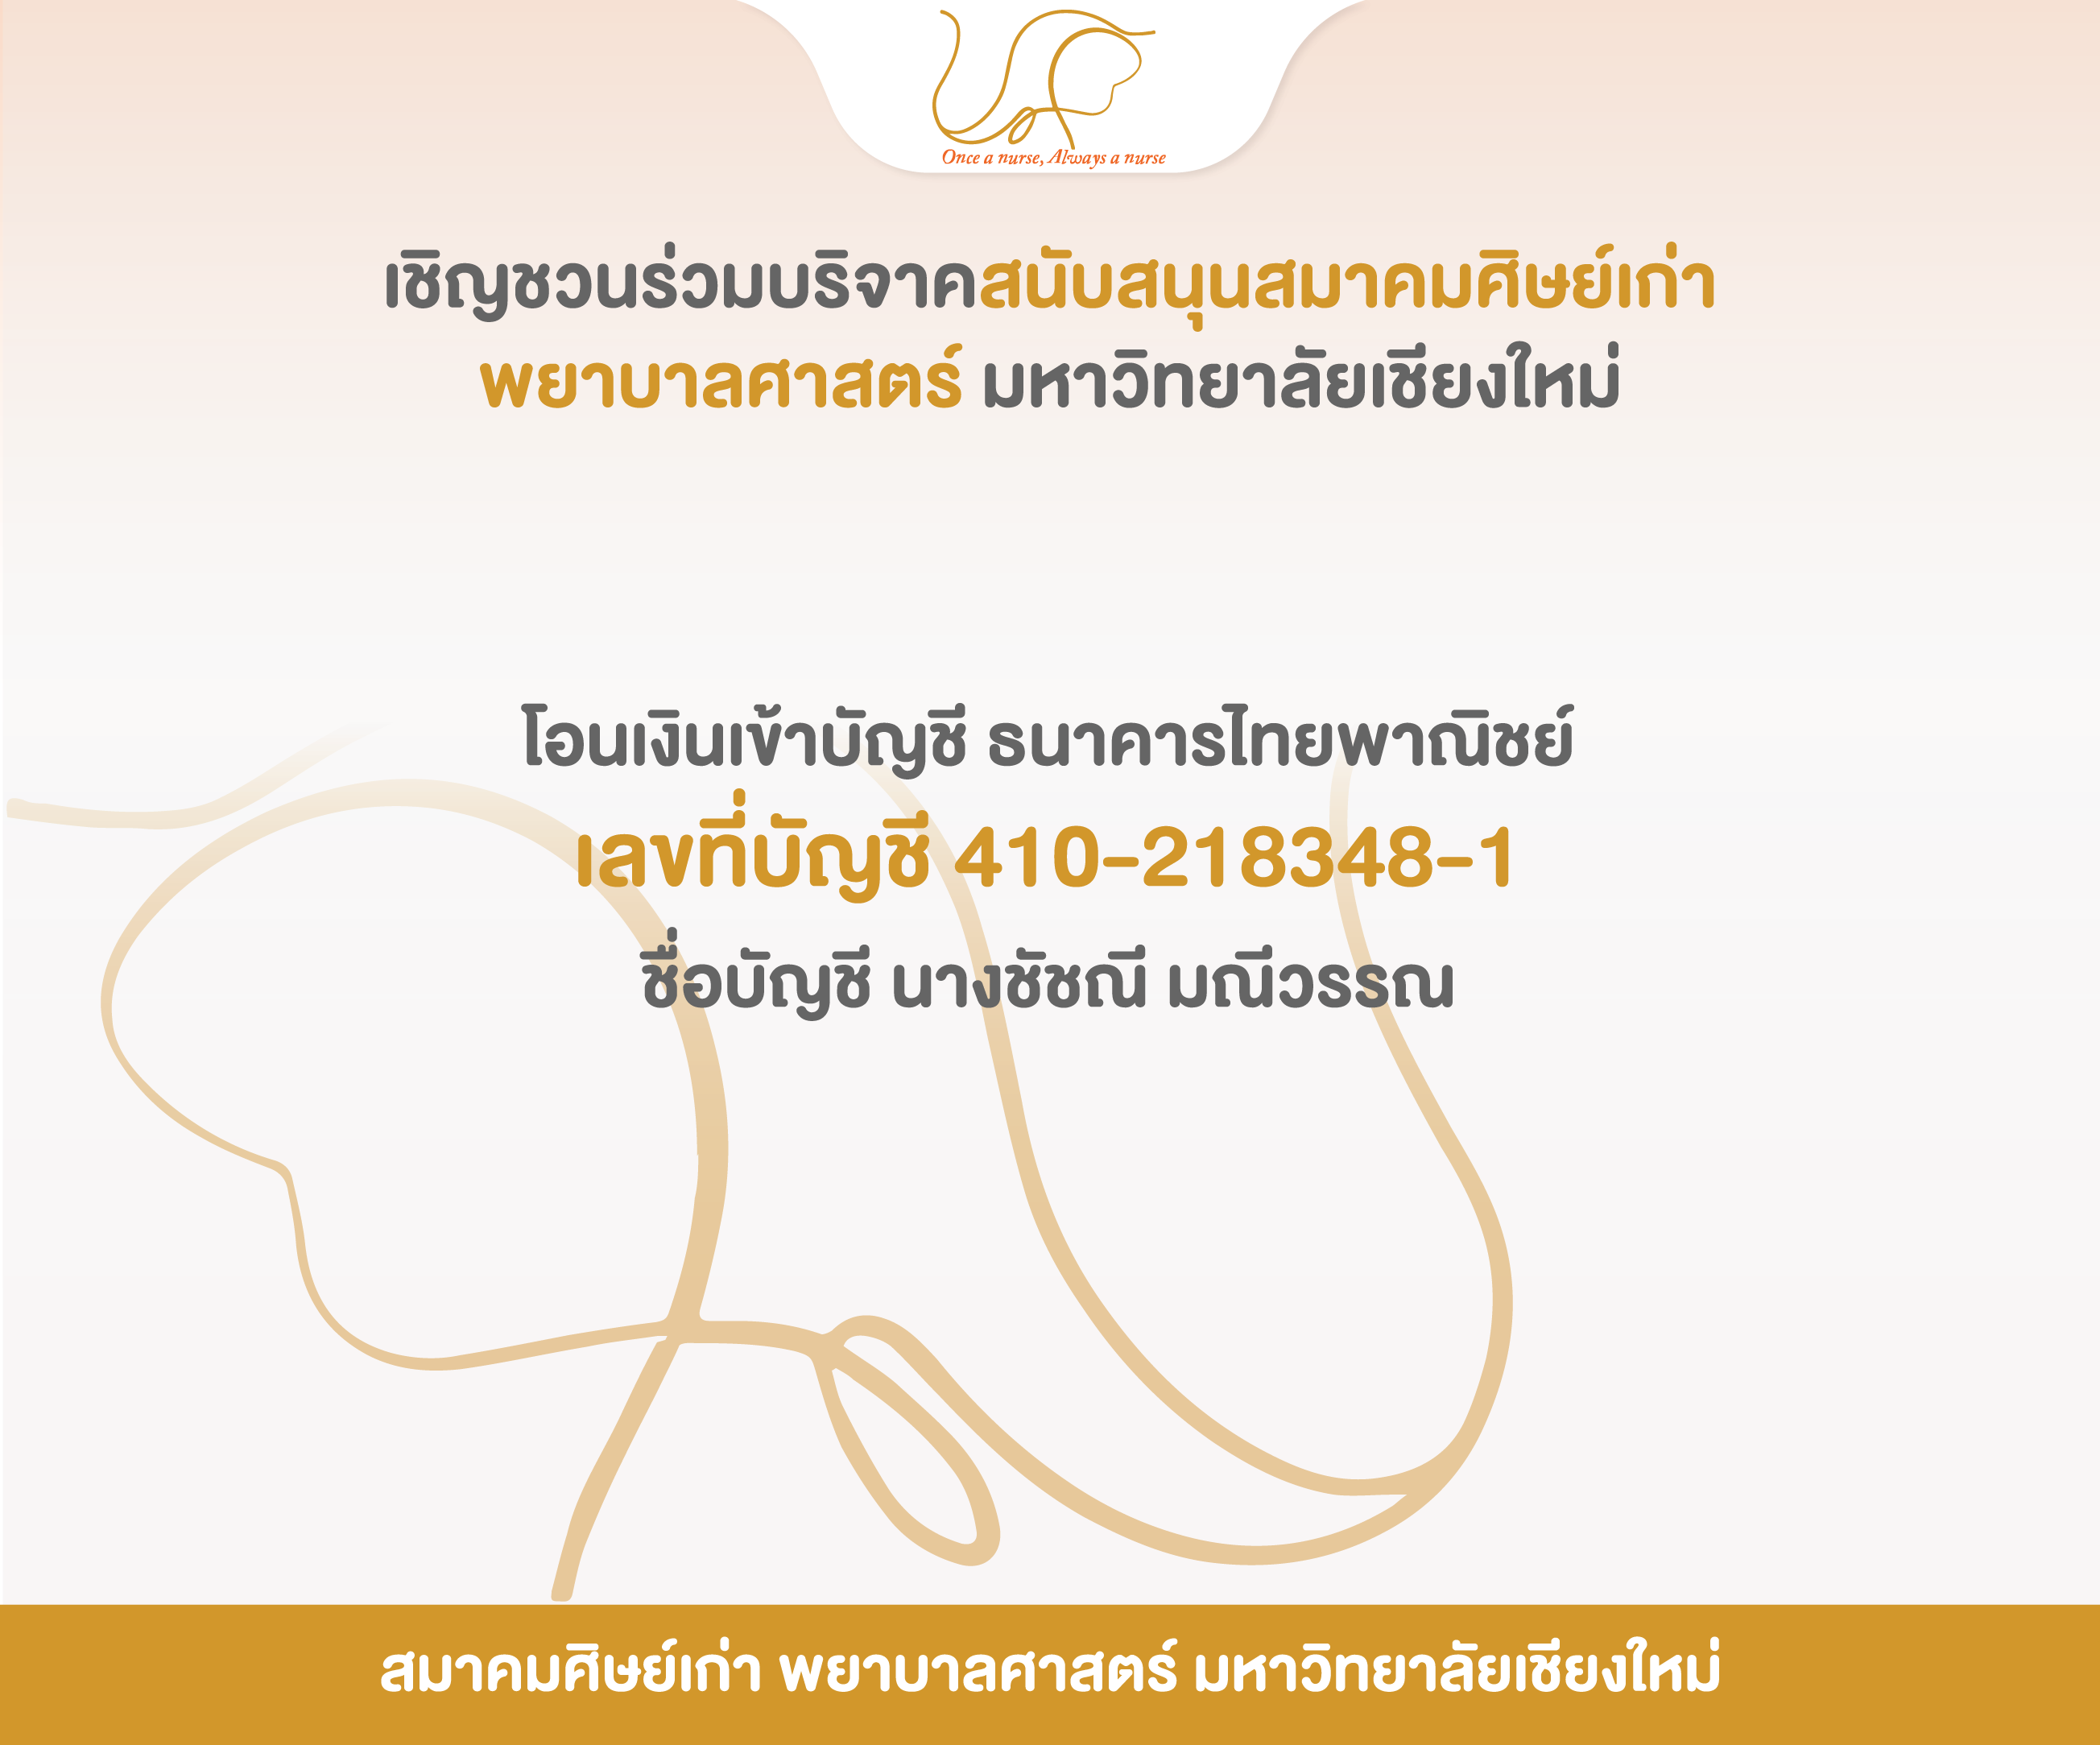 Once a nurse, Always a nurse
เชิญชวนร่วมบริจาคสนับสนุนสมาคมศิษย์เก่า
พยาบาลศาสตร์ มหาวิทยาลัยเชียงใหม่
โอนเงินเข้าบัญชี ธนาคารไทยพาณิชย์
เลขที่บัญชี 410-218348-1
ชื่อบัญชี นางชัชณี มณีวรรณ
สมาคมศิษย์เก่า พยาบาลศาสตร์ มหาวิทยาลัยเชียงใหม่